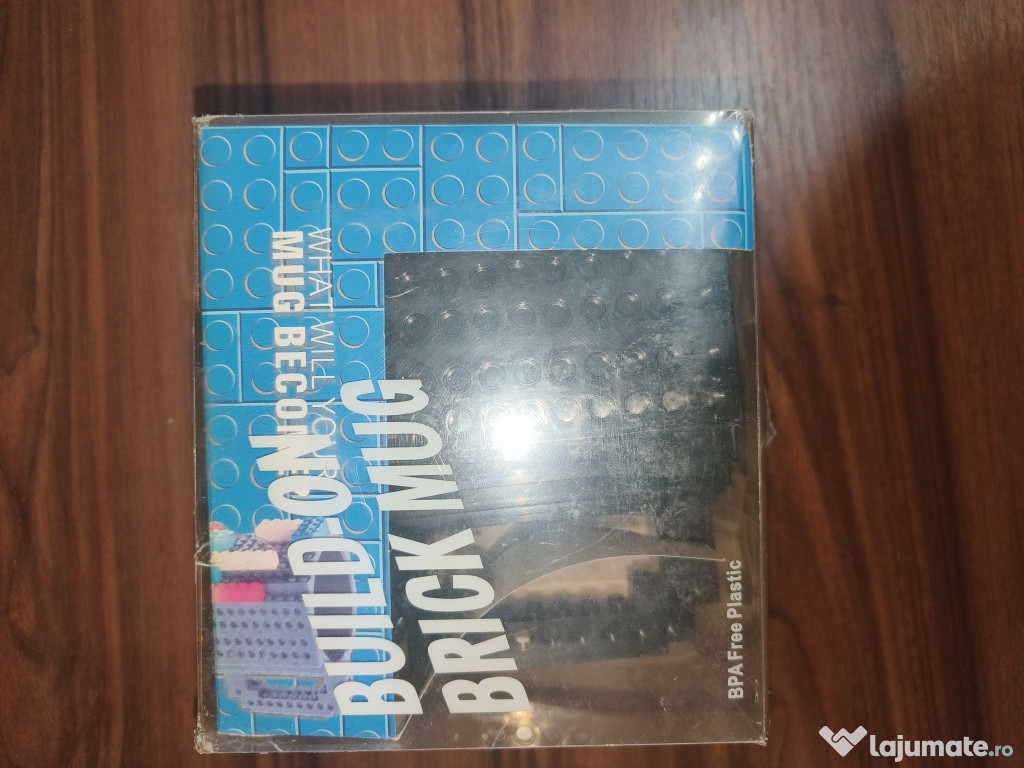 BUILD ON
BRICK MUG
WHAT WILL YOUR
MUG BECOME
BPA Free Plastic
lajumate.ro